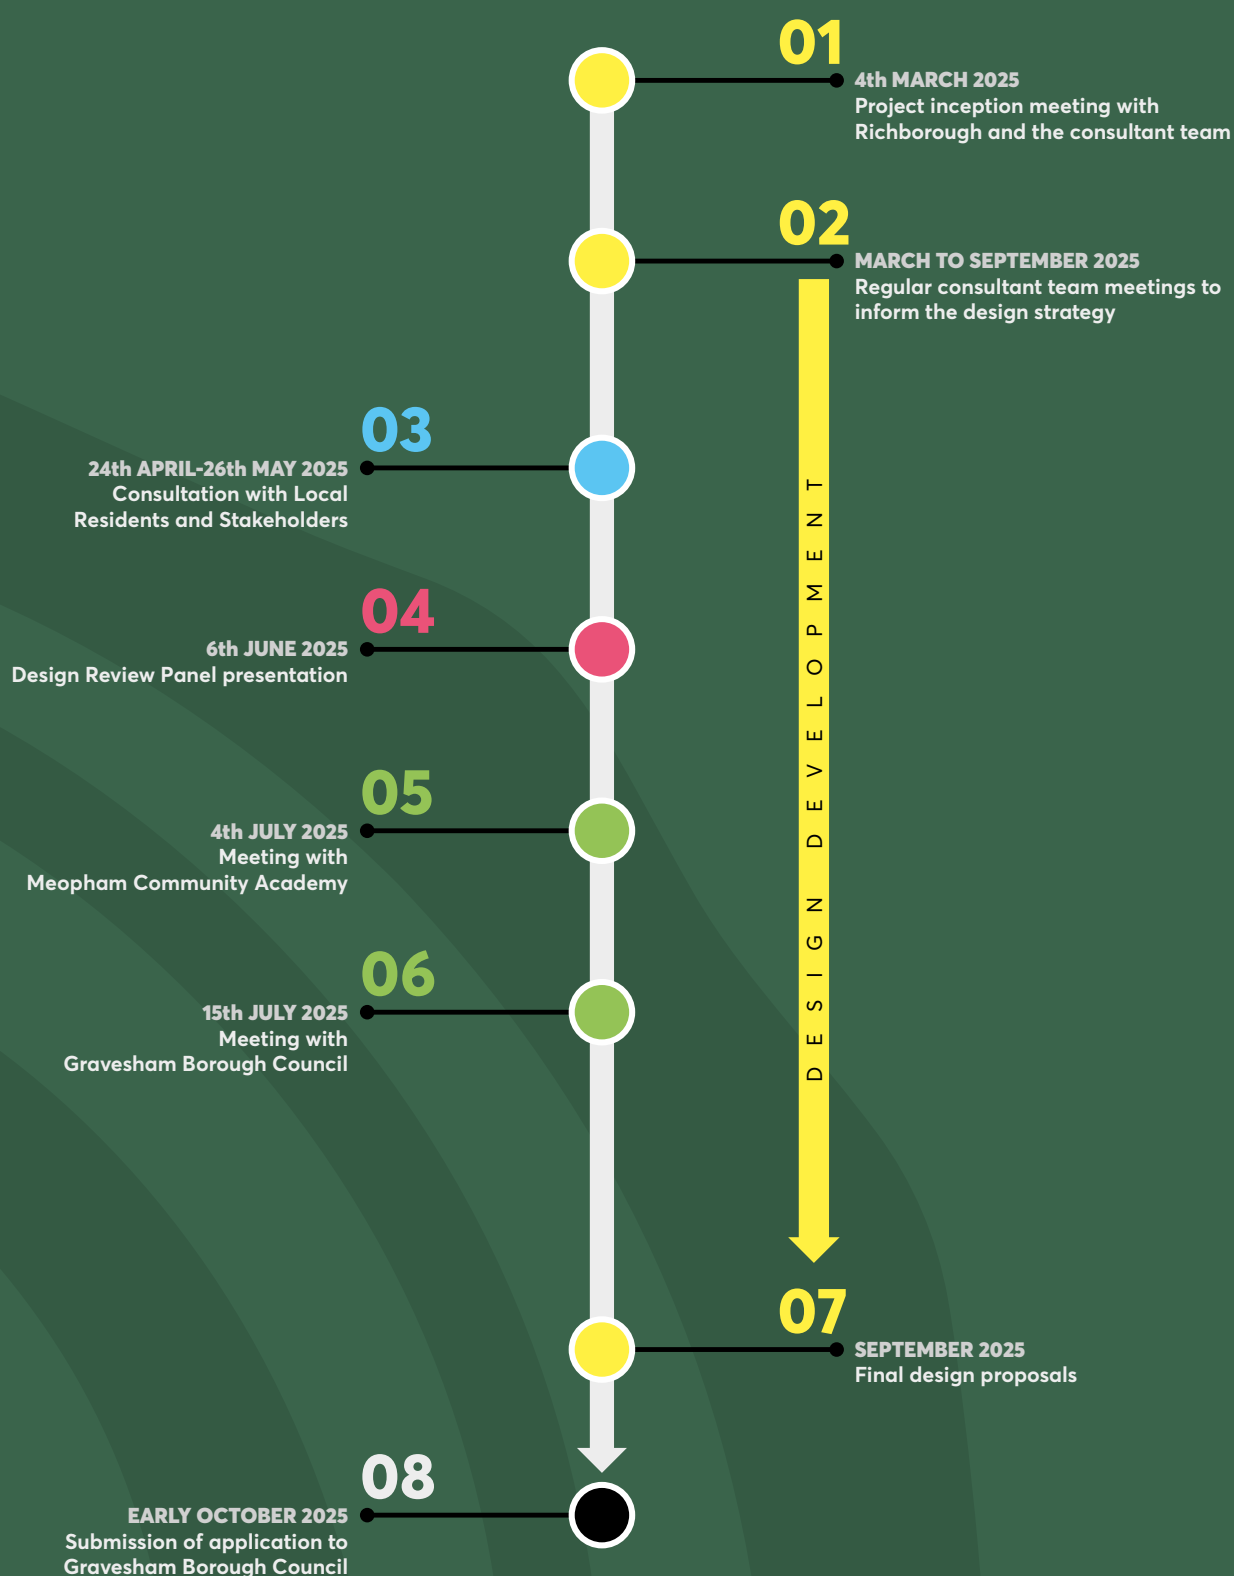 01
4th MARCH 2025
Project inception meeting with
Richborough and the consultant team
02
MARCH TO SEPTEMBER 2025
Regular consultant team meetings to
inform the design strategy
DESIGN DEVELOPMENT
03
24th APRIL-26th MAY 2025
Consultation with Local
Residents and Stakeholders
04
6th JUNE 2025
Design Review Panel presentation
05
4th JULY 2025
Meeting with
Meopham Community Academy
06
15th JULY 2025
Meeting with
Gravesham Borough Council
07
SEPTEMBER 2025
Final design proposals
08
EARLY OCTOBER 2025
Submission of application to
Gravesham Borough Council